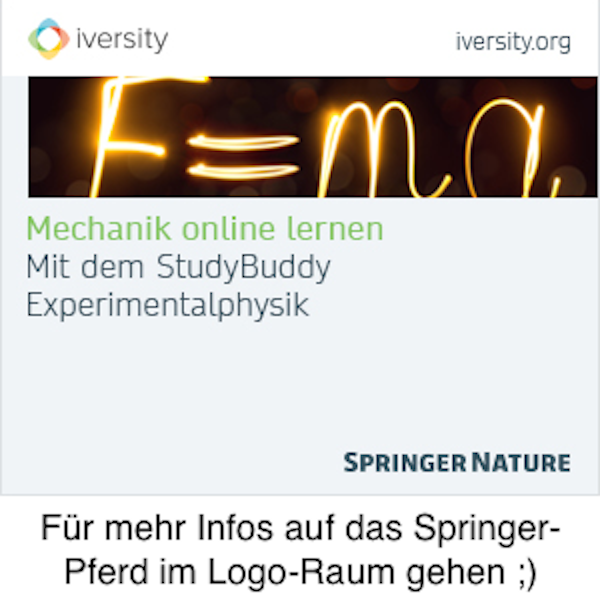 iversity
iversity.org
F=ma
Mechanik online lernen
Mit dem StudyBuddy
Experimentalphysik
SPRINGER NATURE
Für mehr Infos auf das Springer-
Pferd im Logo-Raum gehen ;)